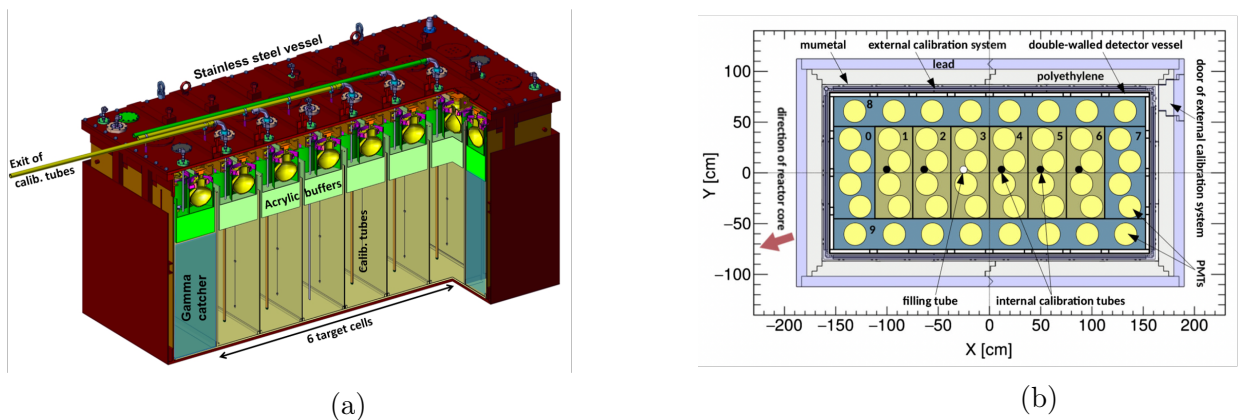 Stainless steel vessel
Exit of
calib. tubes
Acrylic buffers
Calib. tubes
Gamma
catcher
6 target cells
(a)
mumetal
external calibration system
double-walled detector vessel
lead
polyethylene
door of external calibration system
direction of reactor core
PMTs
8
0 1 2 3 4 5 6 7
9
filling tube
internal calibration tubes
Y [cm]
100
50
0
−50
−100
−200 −150 −100 −50 0 50 100 150 200
X [cm]
(b)